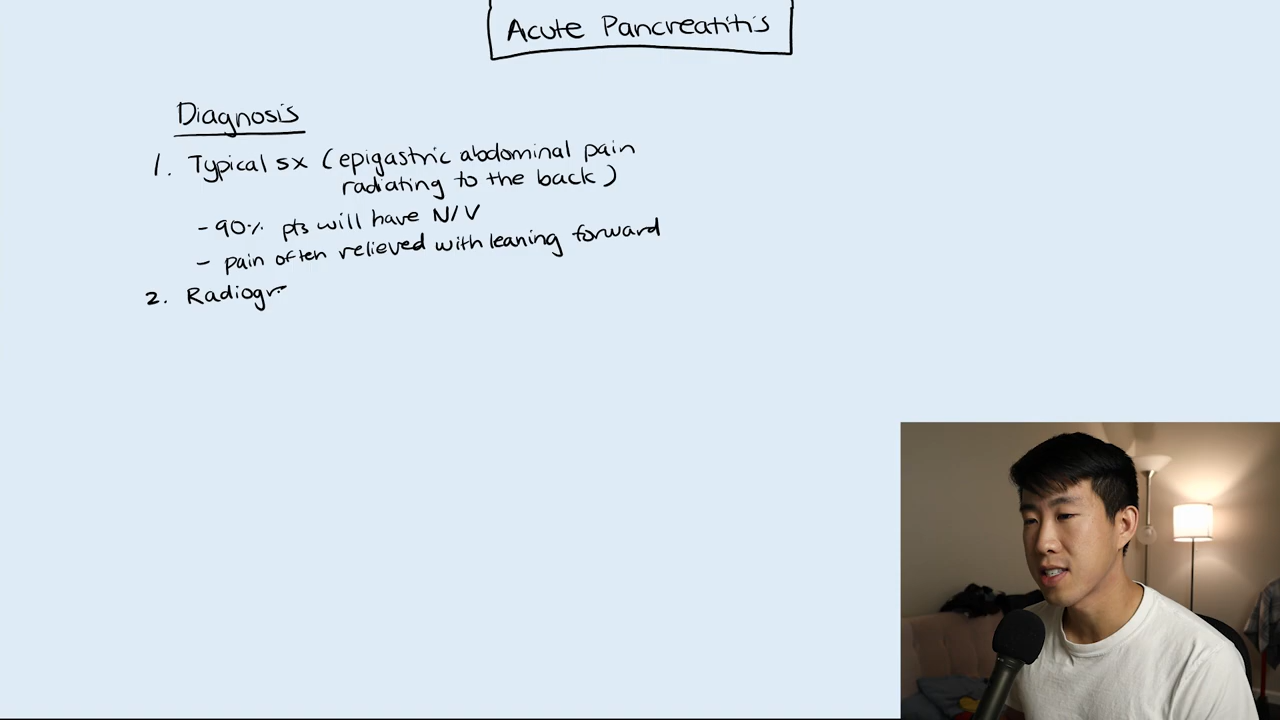 Acute Pancreatitis
Diagnosis
1. Typical sx (epigastric abdominal pain
radiating to the back)
- 90% pts will have N/V
- pain often relieved with leaning forward
2. Radiogr